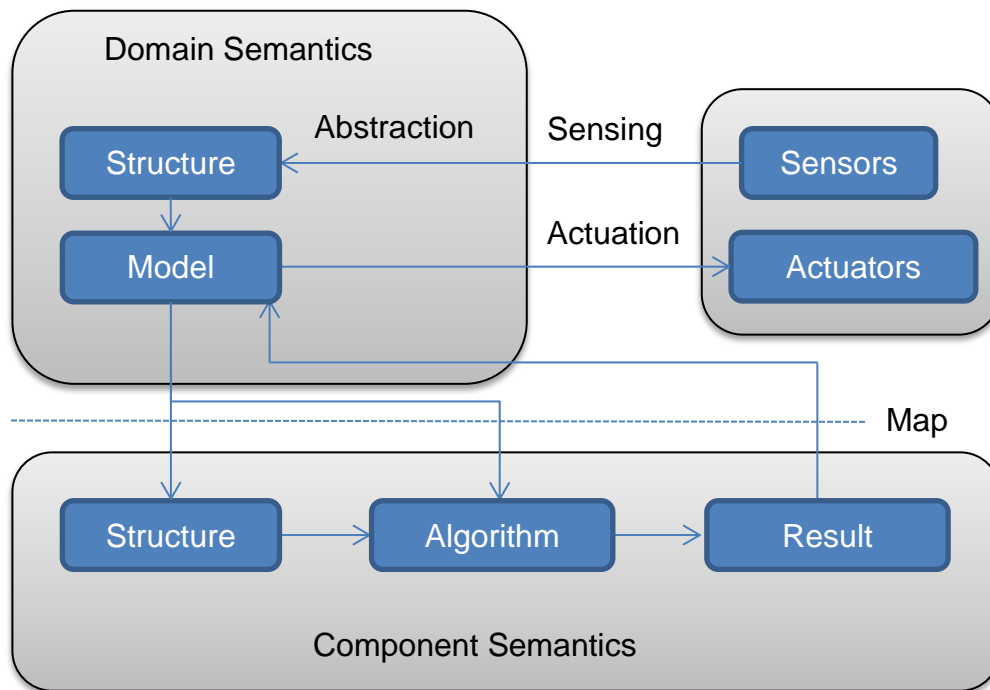 Domain Semantics
Abstraction
Sensing
Structure
Sensors
Actuation
Model
Actuators
Map
Structure
Algorithm
Result
Component Semantics